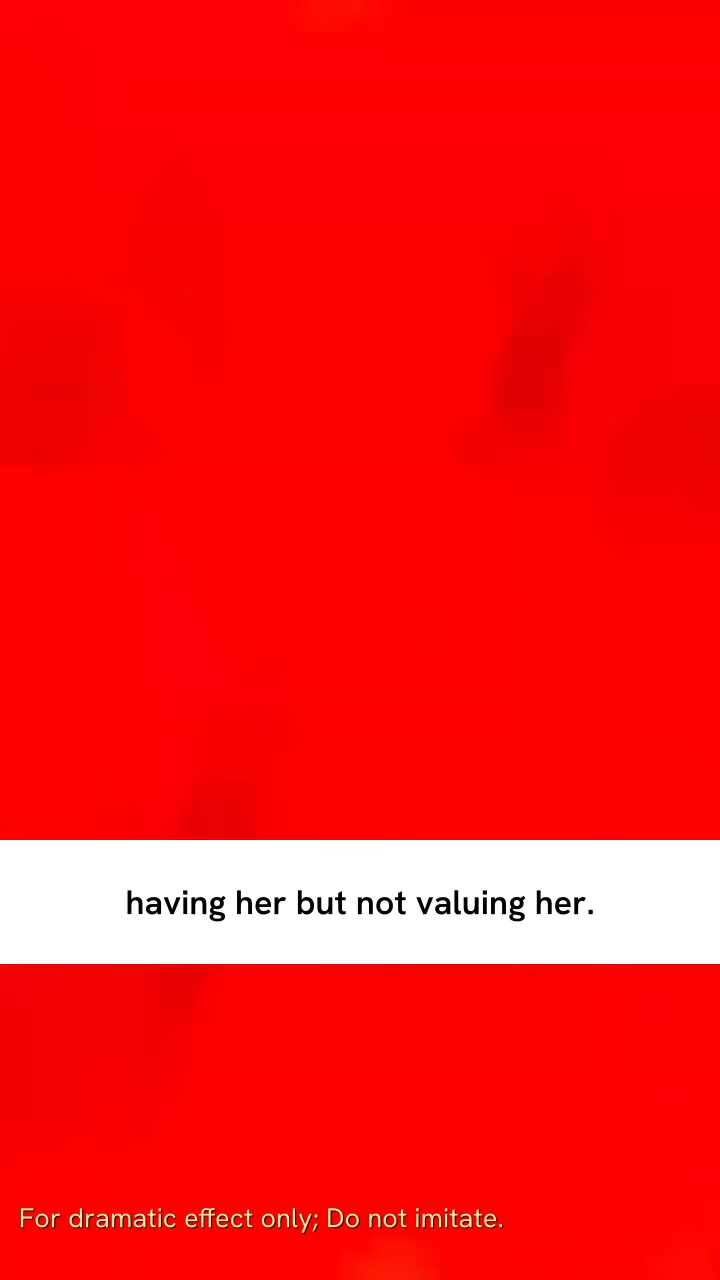 having her but not valuing her.
For dramatic effect only; Do not imitate.